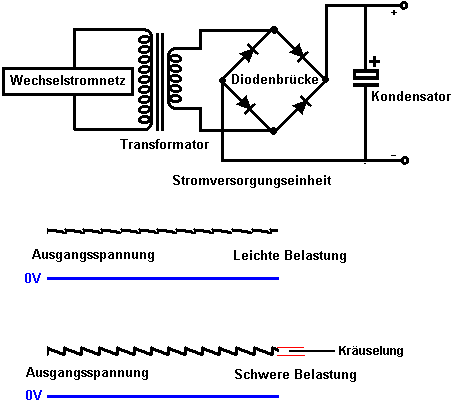 +
Wechselstromnetz
Diodenbrücke
+
Kondensator
Transformator
–
Stromversorgungseinheit
Ausgangsspannung
Leichte Belastung
0V
Kräuselung
Ausgangsspannung
Schwere Belastung
0V